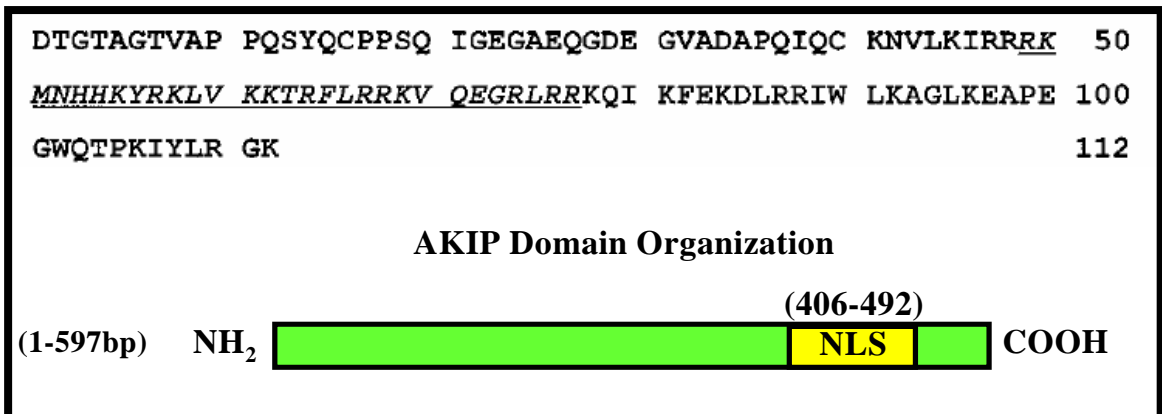 DTGTAGTVAP PQSYQCPPSQ IGEGAEQGDE GVADAPQIQC KNVLKIRRRK 50
MNHHKYRKLV KKTRFLRRKV QEGRLRRKQI KFEKDLRRIW LKAGLKEAPE 100
GWQTPKIYLR GK 112
AKIP Domain Organization
(406-492)
(1-597bp) NH2 NLS COOH